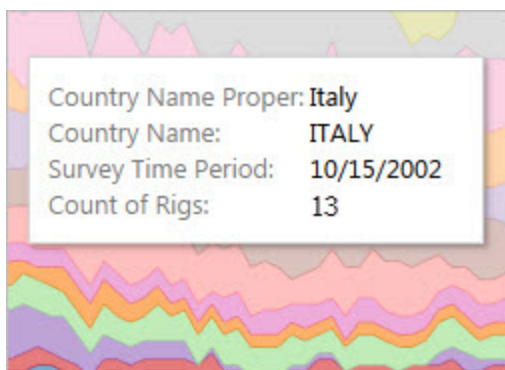 Country Name Proper: Italy
Country Name: ITALY
Survey Time Period: 10/15/2002
Count of Rigs: 13